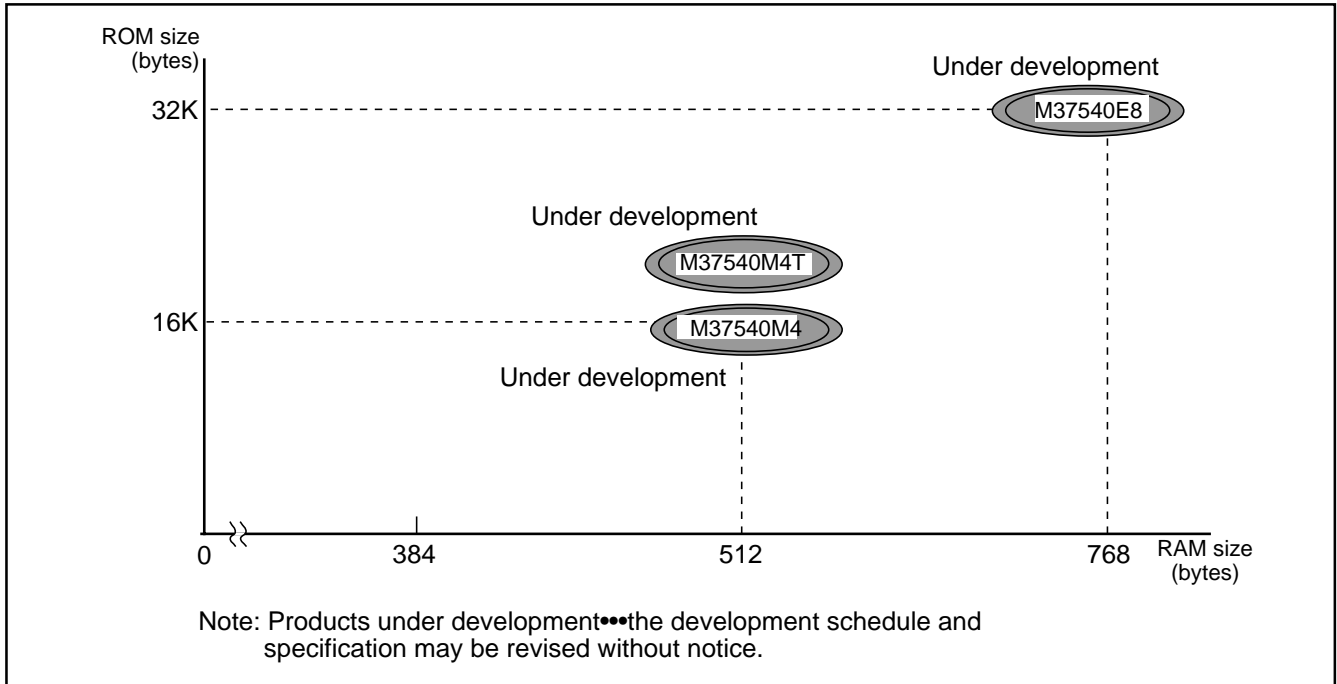 ROM size
(bytes)
Under development
32K
M37540E8
Under development
M37540M4T
16K
M37540M4
Under development
0
384
512
768
RAM size
(bytes)
Note: Products under development•••the development schedule and
specification may be revised without notice.